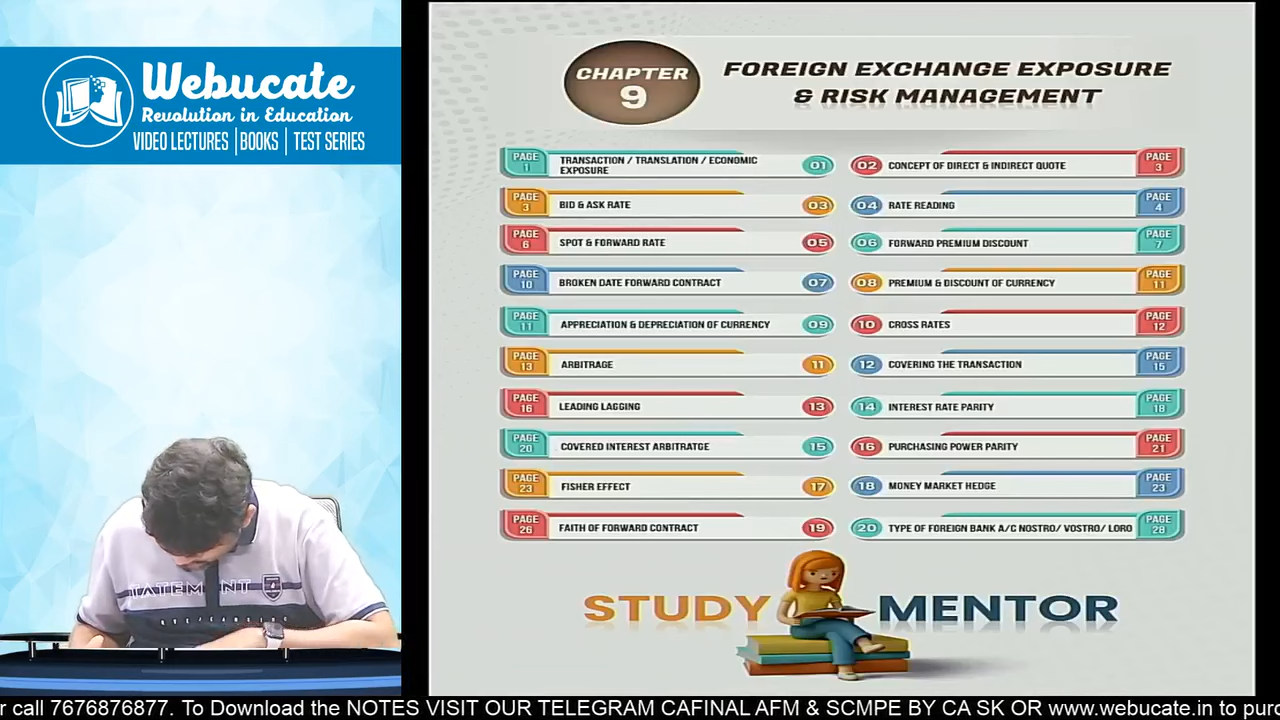 Webucate
Revolution in Education
VIDEO LECTURES | BOOKS | TEST SERIES
CHAPTER
9
FOREIGN EXCHANGE EXPOSURE
& RISK MANAGEMENT
PAGE
1
TRANSACTION / TRANSLATION / ECONOMIC
EXPOSURE
01
02
CONCEPT OF DIRECT & INDIRECT QUOTE
PAGE
3
PAGE
3
BID & ASK RATE
03
04
RATE READING
PAGE
4
PAGE
6
SPOT & FORWARD RATE
05
06
FORWARD PREMIUM DISCOUNT
PAGE
7
PAGE
10
BROKEN DATE FORWARD CONTRACT
07
08
PREMIUM & DISCOUNT OF CURRENCY
PAGE
11
PAGE
11
APPRECIATION & DEPRECIATION OF CURRENCY
09
10
CROSS RATES
PAGE
12
PAGE
13
ARBITRAGE
11
12
COVERING THE TRANSACTION
PAGE
15
PAGE
16
LEADING LAGGING
13
14
INTEREST RATE PARITY
PAGE
18
PAGE
20
COVERED INTEREST ARBITRATGE
15
16
PURCHASING POWER PARITY
PAGE
21
PAGE
23
FISHER EFFECT
17
18
MONEY MARKET HEDGE
PAGE
23
PAGE
26
FAITH OF FORWARD CONTRACT
19
20
TYPE OF FOREIGN BANK A/C NOSTRO/ VOSTRO/ LORO
PAGE
28
STUDY MENTOR
TATEMENT
r call 7676876877. To Download the NOTES VISIT OUR TELEGRAM CAFINAL AFM & SCMPE BY CA SK OR www.webucate.in to purc